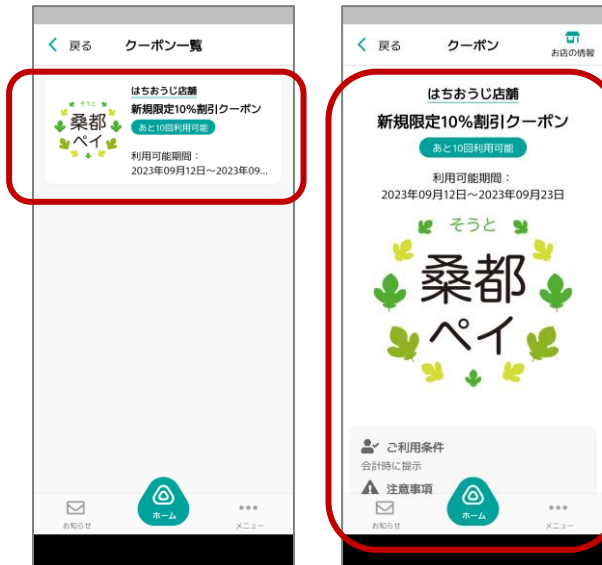 戻る
クーポン一覧
はちおうじ店舗
新規限定10%割引クーポン
あと10回利用可能
利用可能期間：
2023年09月12日～2023年09...
そうと
桑都
ペイ
お知らせ
ホーム
メニュー
戻る
クーポン
お店の情報
はちおうじ店舗
新規限定10%割引クーポン
あと10回利用可能
利用可能期間：
2023年09月12日～2023年09月23日
そうと
桑都
ペイ
ご利用条件
会計時に提示
注意事項
お知らせ
ホーム
メニュー